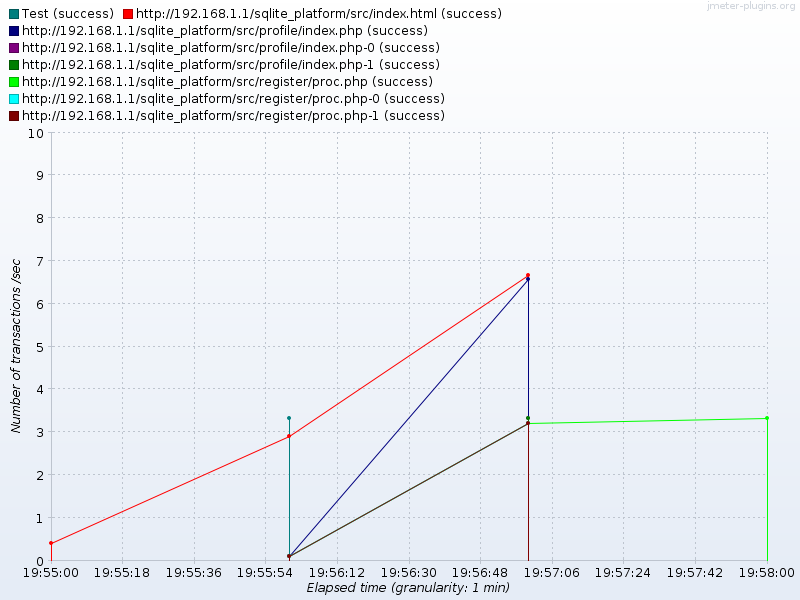 jmeter-plugins.org
Test (success) http://192.168.1.1/sqlite_platform/src/index.html (success)
http://192.168.1.1/sqlite_platform/src/profile/index.php (success)
http://192.168.1.1/sqlite_platform/src/profile/index.php-0 (success)
http://192.168.1.1/sqlite_platform/src/profile/index.php-1 (success)
http://192.168.1.1/sqlite_platform/src/register/proc.php (success)
http://192.168.1.1/sqlite_platform/src/register/proc.php-0 (success)
http://192.168.1.1/sqlite_platform/src/register/proc.php-1 (success)
10
9
8
7
6
5
4
3
2
1
0
Number of transactions /sec
19:55:00 19:55:18 19:55:36 19:55:54 19:56:12 19:56:30 19:56:48 19:57:06 19:57:24 19:57:42 19:58:00
Elapsed time (granularity: 1 min)